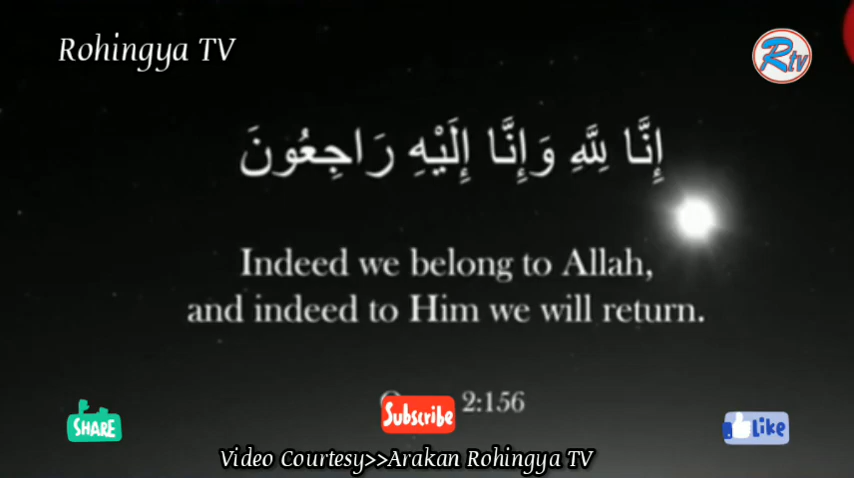 Rohingya TV
Rtv
إِنَّا لِلَّهِ وَإِنَّا إِلَيْهِ رَاجِعُونَ
Indeed we belong to Allah,
and indeed to Him we will return.
2:156
SHARE
Subscribe
Like
Video Courtesy>>Arakan Rohingya TV